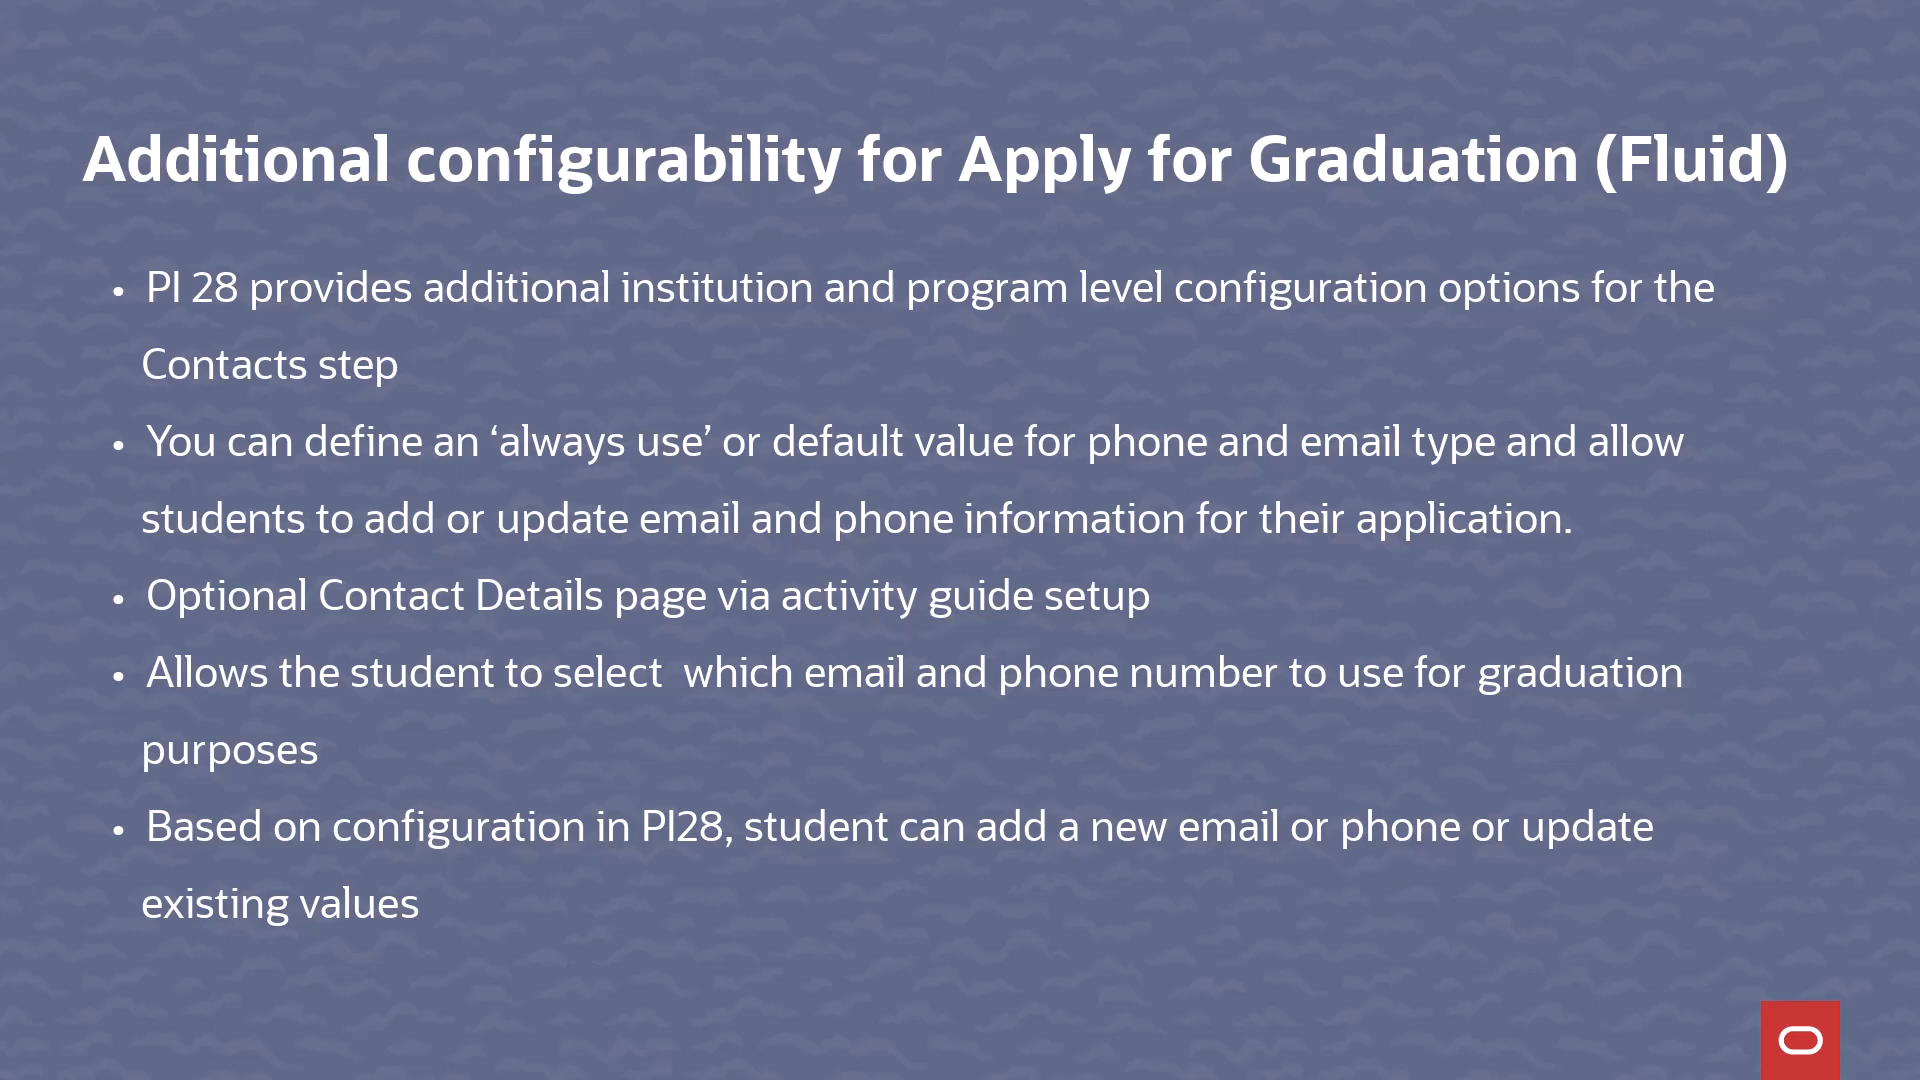 Additional configurability for Apply for Graduation (Fluid)
• PI 28 provides additional institution and program level configuration options for the
Contacts step
• You can define an ‘always use’ or default value for phone and email type and allow
students to add or update email and phone information for their application.
• Optional Contact Details page via activity guide setup
• Allows the student to select  which email and phone number to use for graduation
purposes
• Based on configuration in PI28, student can add a new email or phone or update
existing values